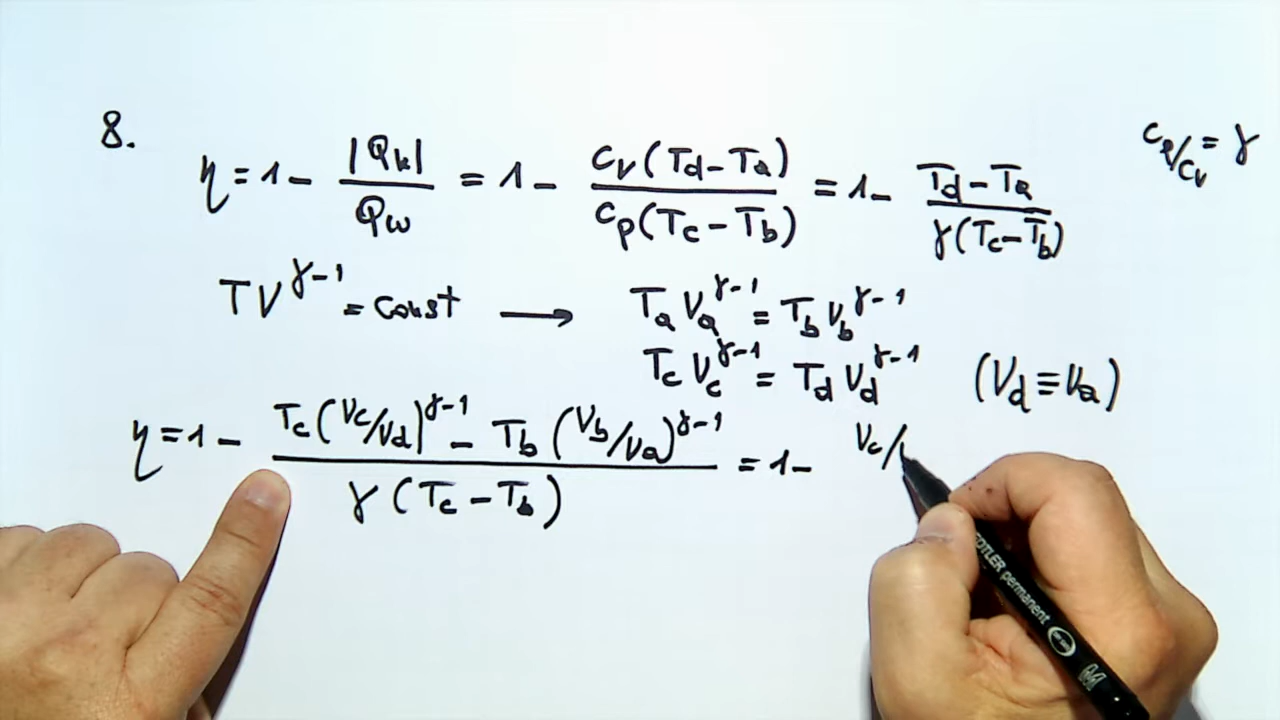 8.
η = 1 - |Qk| / Qw = 1 - cv(Td - Ta) / cp(Tc - Tb) = 1 - Td - Ta / γ(Tc - Tb)
cp/cv = γ
TV^γ-1 = const → TaVa^γ-1 = TbVb^γ-1
TcVc^γ-1 = TdVd^γ-1 (Vd ≡ Va)
η = 1 - Tc(Vc/Vd)^γ-1 - Tb(Vb/Va)^γ-1 / γ(Tc - Tb) = 1 - Vc/
STAEDTLER permanent M